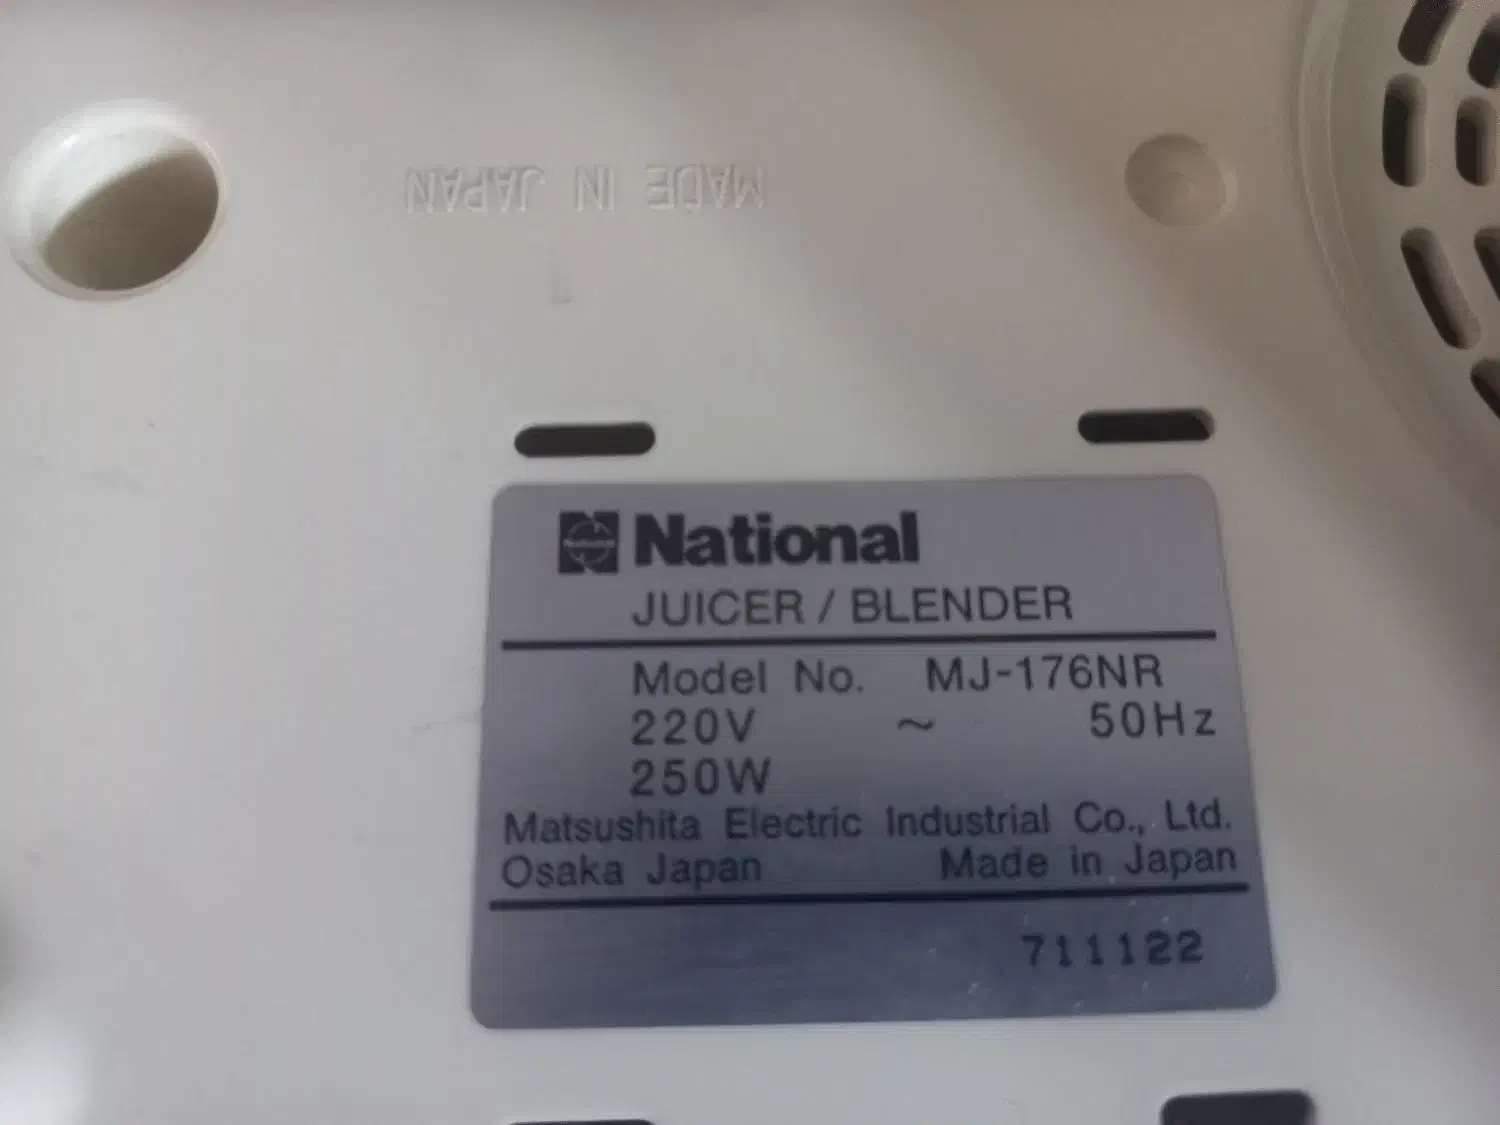 MADE IN JAPAN
National
JUICER / BLENDER
Model No. MJ-176NR
220V ~ 50Hz
250W
Matsushita Electric Industrial Co., Ltd.
Osaka Japan Made in Japan
711122